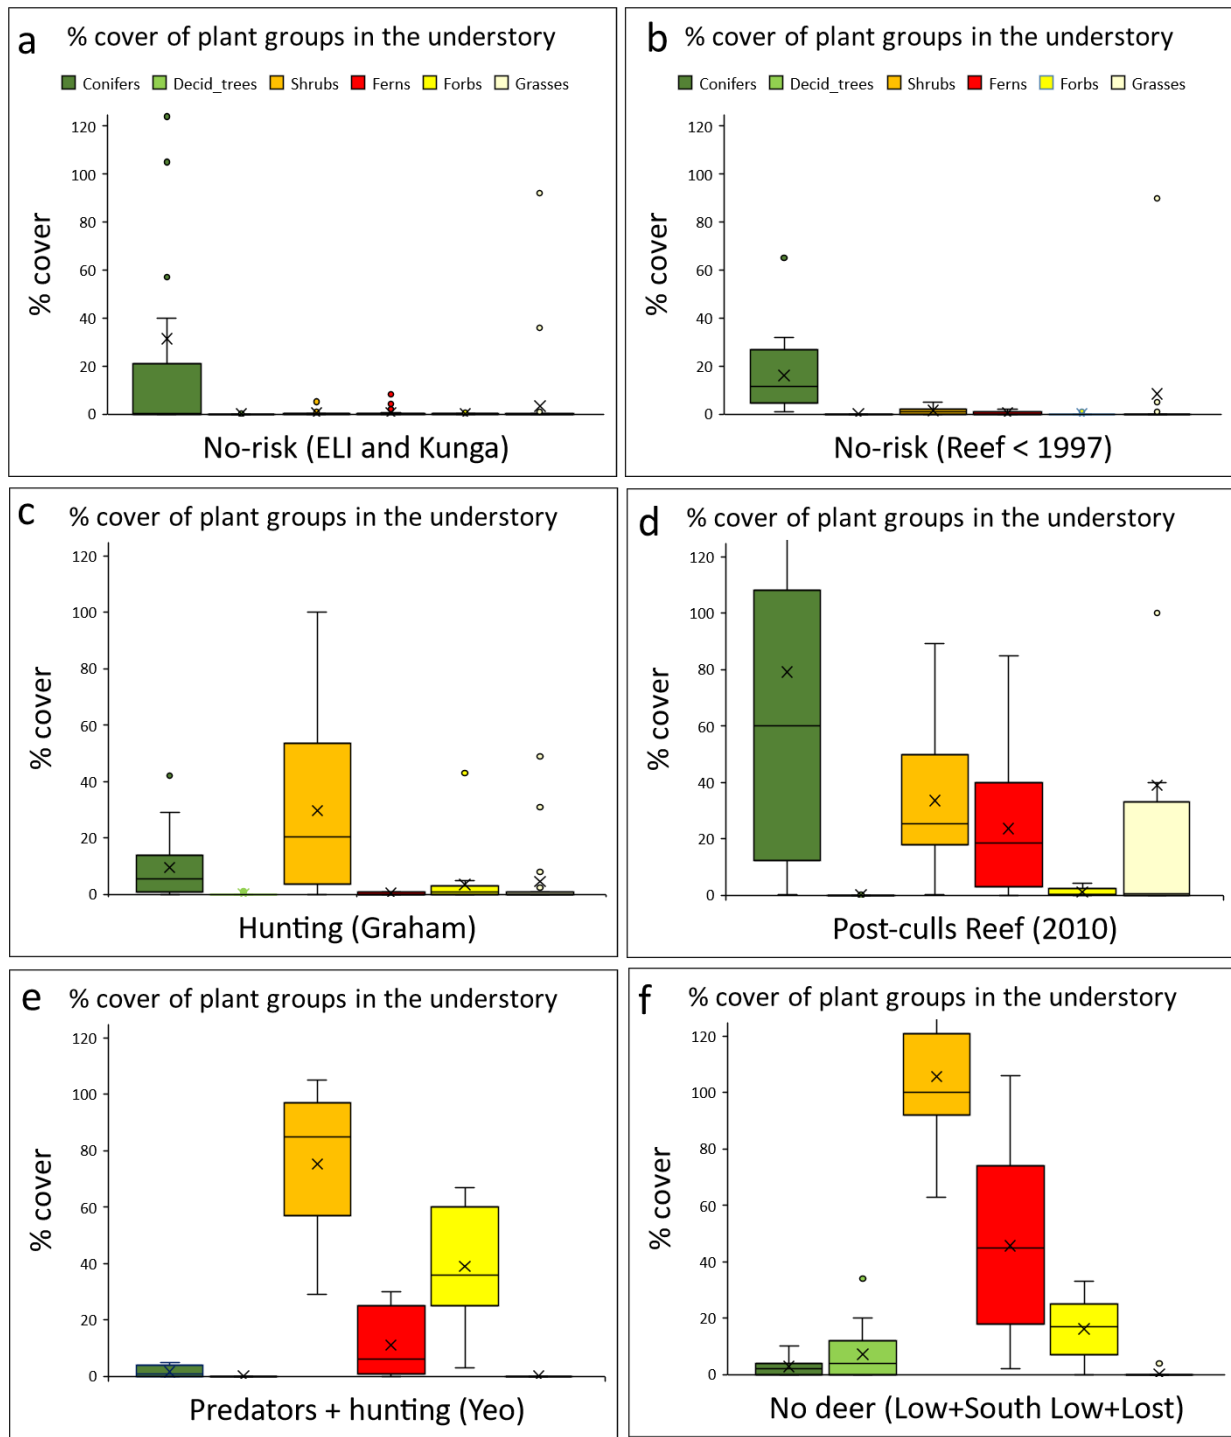 a % cover of plant groups in the understory
Conifers Decid_trees Shrubs Ferns Forbs Grasses
120
100
80
60
40
20
0
% cover
No-risk (ELI and Kunga)
b % cover of plant groups in the understory
Conifers Decid_trees Shrubs Ferns Forbs Grasses
120
100
80
60
40
20
0
% cover
No-risk (Reef < 1997)
c % cover of plant groups in the understory
120
100
80
60
40
20
0
% cover
Hunting (Graham)
d % cover of plant groups in the understory
120
100
80
60
40
20
0
% cover
Post-culls Reef (2010)
e % cover of plant groups in the understory
120
100
80
60
40
20
0
% cover
Predators + hunting (Yeo)
f % cover of plant groups in the understory
120
100
80
60
40
20
0
% cover
No deer (Low+South Low+Lost)